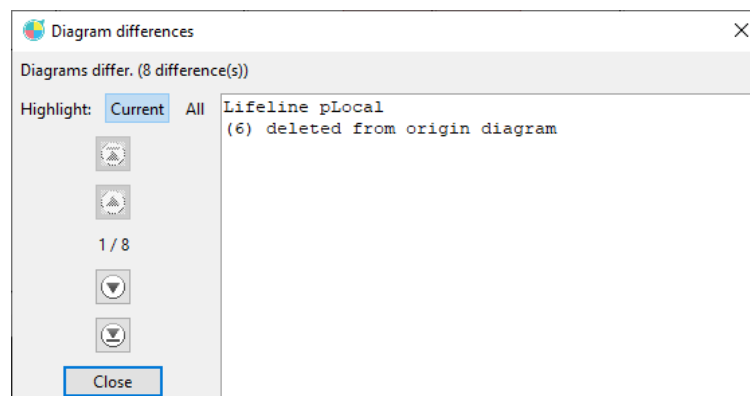 Diagram differences
Diagrams differ. (8 difference(s))
Highlight: Current All
Lifeline pLocal
(6) deleted from origin diagram
1 / 8
Close